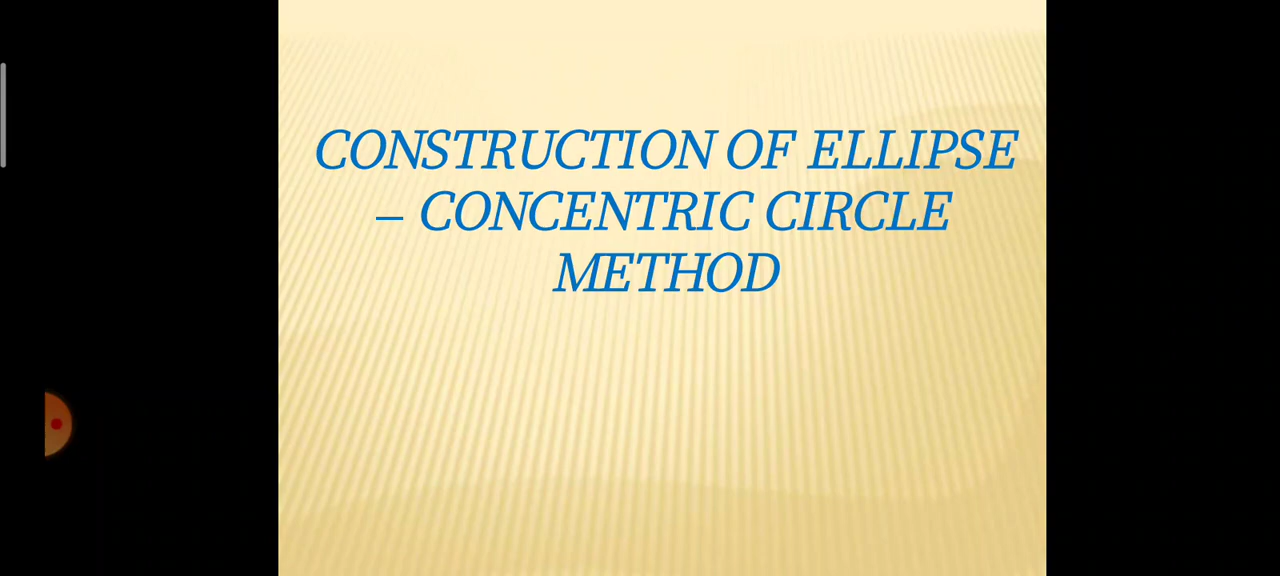 CONSTRUCTION OF ELLIPSE
– CONCENTRIC CIRCLE
METHOD